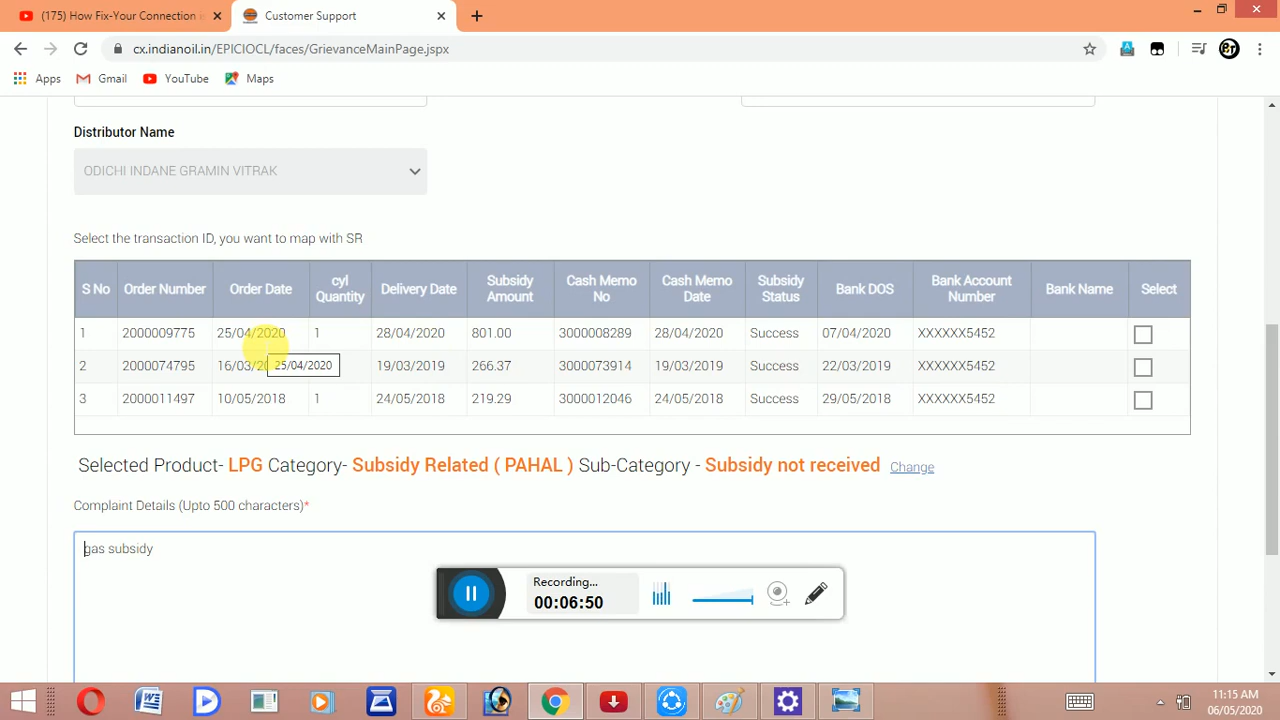 (175) How Fix-Your Connection
Customer Support
cx.indianoil.in/EPICIOCL/faces/GrievanceMainPage.jspx
Apps Gmail YouTube Maps
Distributor Name
ODICHI INDANE GRAMIN VITRAK
Select the transaction ID, you want to map with SR
S No Order Number Order Date cyl Quantity Delivery Date Subsidy Amount Cash Memo No Cash Memo Date Subsidy Status Bank DOS Bank Account Number Bank Name Select
1 2000009775 25/04/2020 1 28/04/2020 801.00 3000008289 28/04/2020 Success 07/04/2020 XXXXXX5452
2 2000074795 16/03/20 25/04/2020 19/03/2019 266.37 3000073914 19/03/2019 Success 22/03/2019 XXXXXX5452
3 2000011497 10/05/2018 1 24/05/2018 219.29 3000012046 24/05/2018 Success 29/05/2018 XXXXXX5452
Selected Product- LPG Category- Subsidy Related ( PAHAL ) Sub-Category - Subsidy not received Change
Complaint Details (Upto 500 characters)*
gas subsidy
Recording...
00:06:50
11:15 AM
06/05/2020